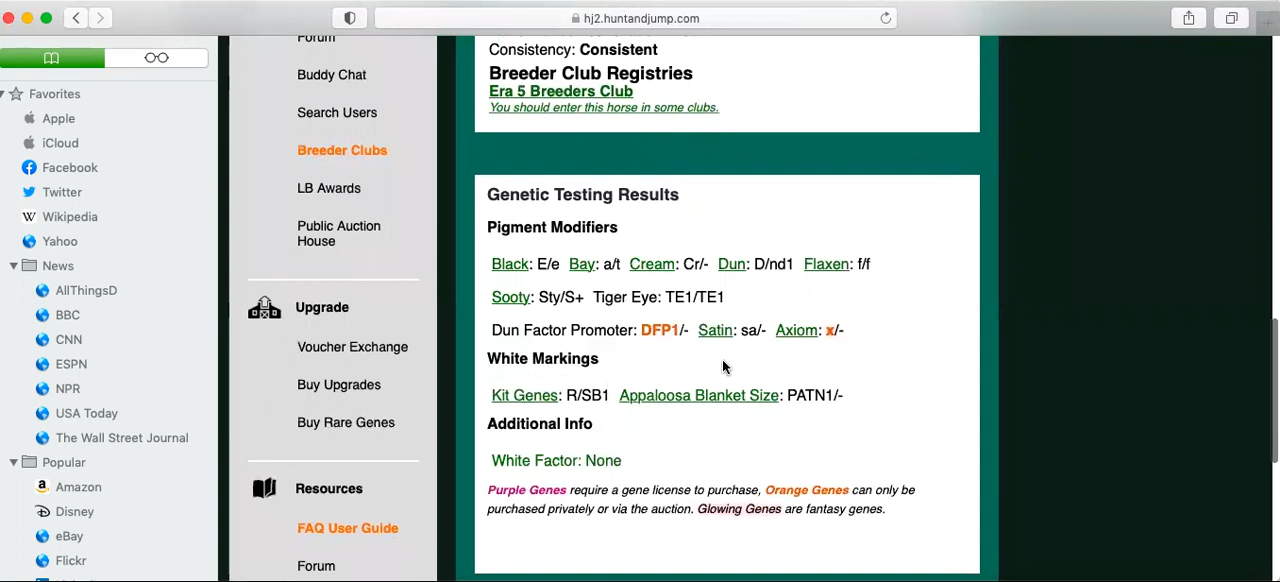 hj2.huntandjump.com
Favorites
Apple
iCloud
Facebook
Twitter
Wikipedia
Yahoo
News
AllThingsD
BBC
CNN
ESPN
NPR
USA Today
The Wall Street Journal
Popular
Amazon
Disney
eBay
Flickr
Forum
Buddy Chat
Search Users
Breeder Clubs
LB Awards
Public Auction
House
Upgrade
Voucher Exchange
Buy Upgrades
Buy Rare Genes
Resources
FAQ User Guide
Forum
Consistency: Consistent
Breeder Club Registries
Era 5 Breeders Club
You should enter this horse in some clubs.
Genetic Testing Results
Pigment Modifiers
Black: E/e Bay: a/t Cream: Cr/- Dun: D/nd1 Flaxen: f/f
Sooty: Sty/S+ Tiger Eye: TE1/TE1
Dun Factor Promoter: DFP1/- Satin: sa/- Axiom: x/-
White Markings
Kit Genes: R/SB1 Appaloosa Blanket Size: PATN1/-
Additional Info
White Factor: None
Purple Genes require a gene license to purchase, Orange Genes can only be
purchased privately or via the auction. Glowing Genes are fantasy genes.